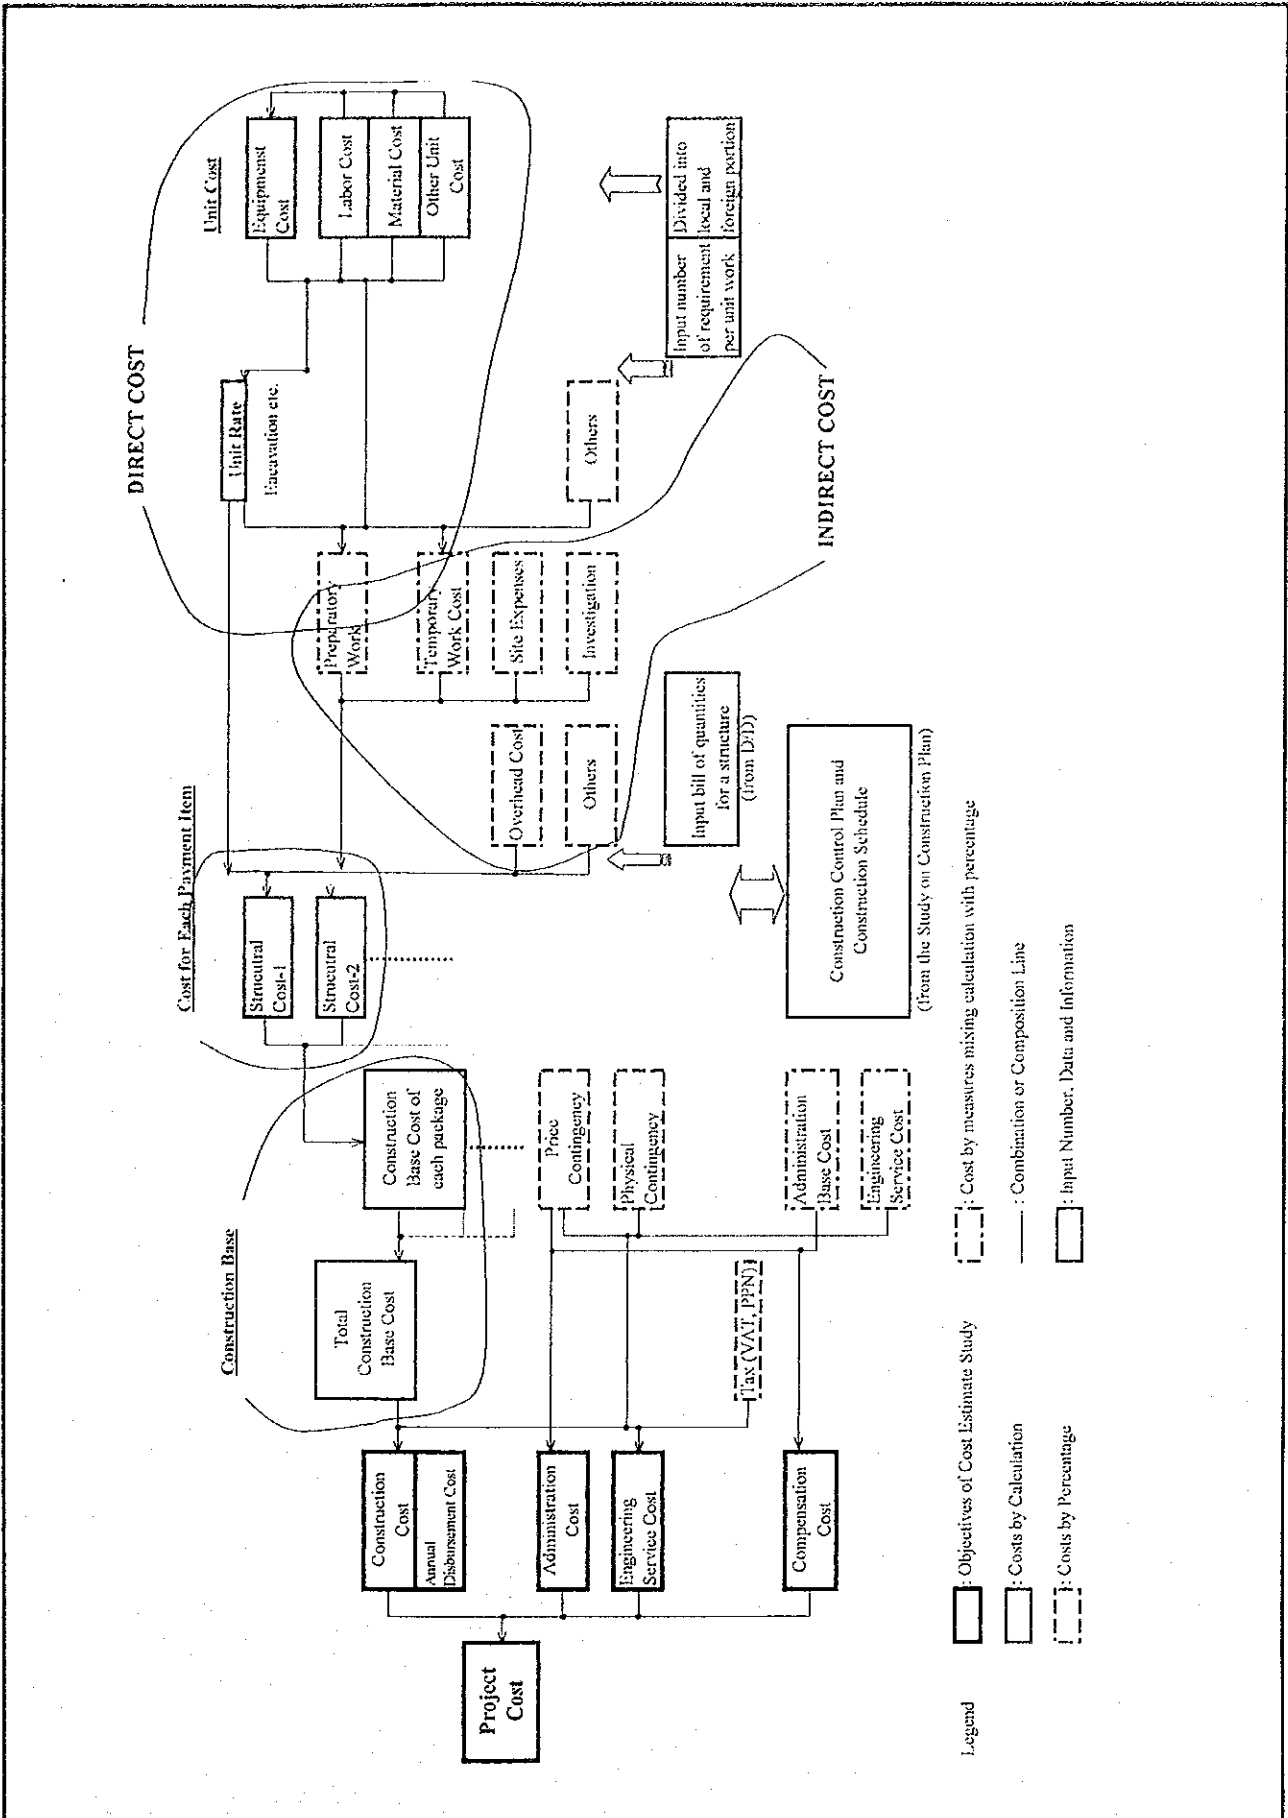 Project
Cost
Construction
Cost
Annual
Disbursement Cost
Administration
Cost
Engineering
Service Cost
Compensation
Cost
Construction Base
Total
Construction
Base Cost
Tax (VAT, PPN)
Construction
Base Cost of
each package
Price
Contingency
Physical
Contingency
Administration
Base Cost
Engineering
Service Cost
Cost for Each Payment Item
Strucutral
Cost-1
Strucutral
Cost-2
Overhead Cost
Others
Input bill of quantities
for a structure
(from D/D)
Construction Control Plan and
Construction Schedule
(from the Study on Construction Plan)
DIRECT COST
Unit Rate
Excavation etc.
Preparatory
Work
Temporary
Work Cost
Site Expenses
Investigation
Others
INDIRECT COST
Unit Cost
Equipmenst
Cost
Labor Cost
Material Cost
Other Unit
Cost
Input number
of requirement
per unit work
Divided into
local and
foreign portion
Legend
: Objectives of Cost Estimate Study
: Costs by Calculation
: Costs by Percentage
: Cost by measures mixing calculation with percentage
: Combination or Composition Line
: Input Number, Data and Information